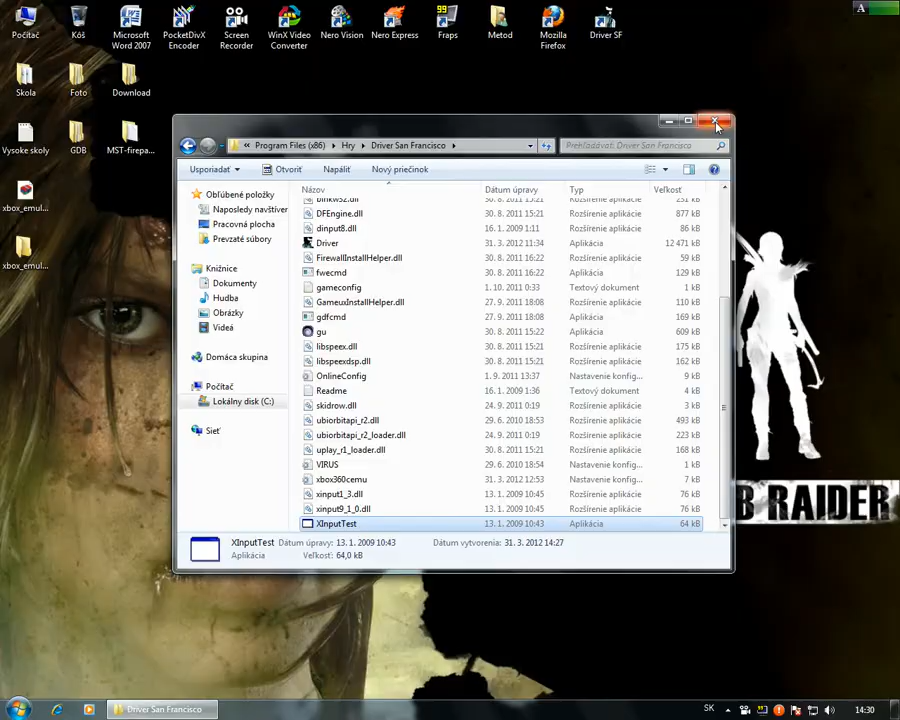 A
Počítač
Kôš
Microsoft Word 2007
PocketDivX Encoder
Screen Recorder
WinX Video Converter
Nero Vision
Nero Express
99
Fraps
Metod
Mozilla Firefox
Driver SF
Skola
Foto
Download
Vysoke skoly
GDB
MST-firepa...
xbox_emul...
xbox_emul...
« Program Files (x86) Hry Driver San Francisco
Prehľadávať: Driver San Francisco
Usporiadať Otvoriť Napáliť Nový priečinok
Obľúbené položky
Naposledy navštíver
Pracovná plocha
Prevzaté súbory
Knižnice
Dokumenty
Hudba
Obrázky
Videá
Domáca skupina
Počítač
Lokálny disk (C:)
Sieť
Názov Dátum úpravy Typ Veľkosť
binkw32.dll 30. 8. 2011 15:21 Rozšírenie aplikácie 231 kB
DFEngine.dll 30. 8. 2011 15:21 Rozšírenie aplikácie 877 kB
dinput8.dll 16. 1. 2009 1:11 Rozšírenie aplikácie 86 kB
Driver 31. 3. 2012 11:34 Aplikácia 12 471 kB
FirewallInstallHelper.dll 30. 8. 2011 16:22 Rozšírenie aplikácie 59 kB
fwecmd 30. 8. 2011 16:22 Aplikácia 129 kB
gameconfig 1. 10. 2011 0:33 Textový dokument 1 kB
GameuxInstallHelper.dll 27. 9. 2011 18:08 Rozšírenie aplikácie 110 kB
gdfcmd 27. 9. 2011 18:08 Aplikácia 169 kB
gu 30. 8. 2011 15:22 Aplikácia 609 kB
libspeex.dll 30. 8. 2011 15:21 Rozšírenie aplikácie 175 kB
libspeexdsp.dll 30. 8. 2011 15:21 Rozšírenie aplikácie 162 kB
OnlineConfig 1. 9. 2011 13:37 Nastavenie konfig... 9 kB
Readme 16. 1. 2009 1:36 Textový dokument 4 kB
skidrow.dll 24. 9. 2011 0:19 Rozšírenie aplikácie 3 kB
ubiorbitapi_r2.dll 29. 6. 2010 18:53 Rozšírenie aplikácie 493 kB
ubiorbitapi_r2_loader.dll 24. 9. 2011 0:19 Rozšírenie aplikácie 223 kB
uplay_r1_loader.dll 30. 8. 2011 15:21 Rozšírenie aplikácie 168 kB
VIRUS 29. 6. 2010 18:54 Nastavenie konfig... 1 kB
xbox360cemu 31. 3. 2012 12:53 Nastavenie konfig... 7 kB
xinput1_3.dll 13. 1. 2009 10:45 Rozšírenie aplikácie 76 kB
xinput9_1_0.dll 13. 1. 2009 10:45 Rozšírenie aplikácie 76 kB
XInputTest 13. 1. 2009 10:43 Aplikácia 64 kB
XInputTest Dátum úpravy: 13. 1. 2009 10:43 Dátum vytvorenia: 31. 3. 2012 14:27
Aplikácia Veľkosť: 64,0 kB
B RAIDER
Driver San Francisco
SK
14:30